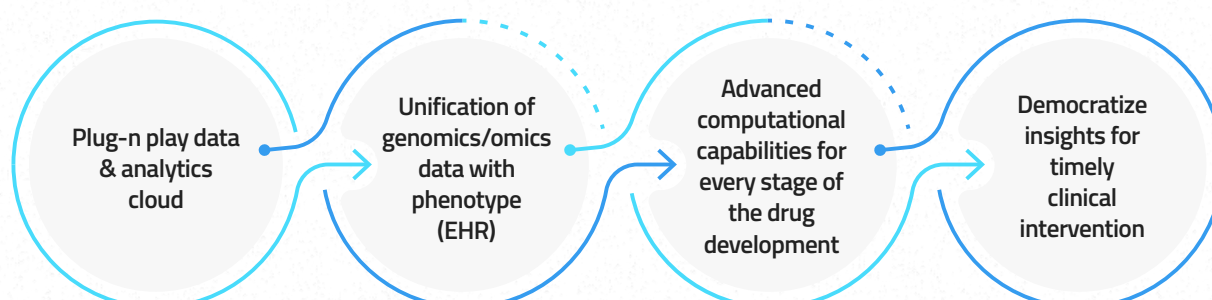 Plug-n play data
& analytics
cloud
Unification of
genomics/omics
data with
phenotype
(EHR)
Advanced
computational
capabilities for
every stage of
the drug
development
Democratize
insights for
timely
clinical
intervention